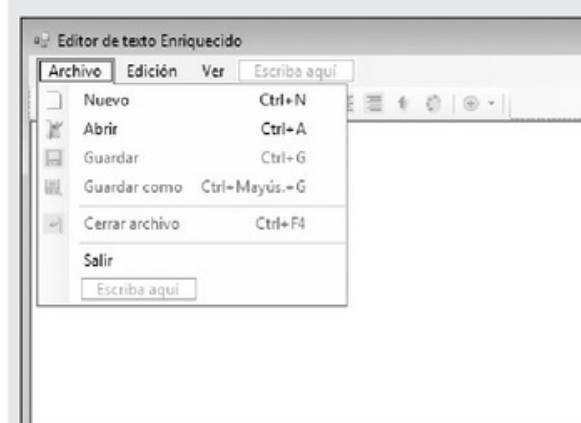 Editor de texto Enriquecido
Archivo Edición Ver Escriba aquí
Nuevo Ctrl+N
Abrir Ctrl+A
Guardar Ctrl+G
Guardar como Ctrl+Mayús.+G
Cerrar archivo Ctrl+F4
Salir
Escriba aquí